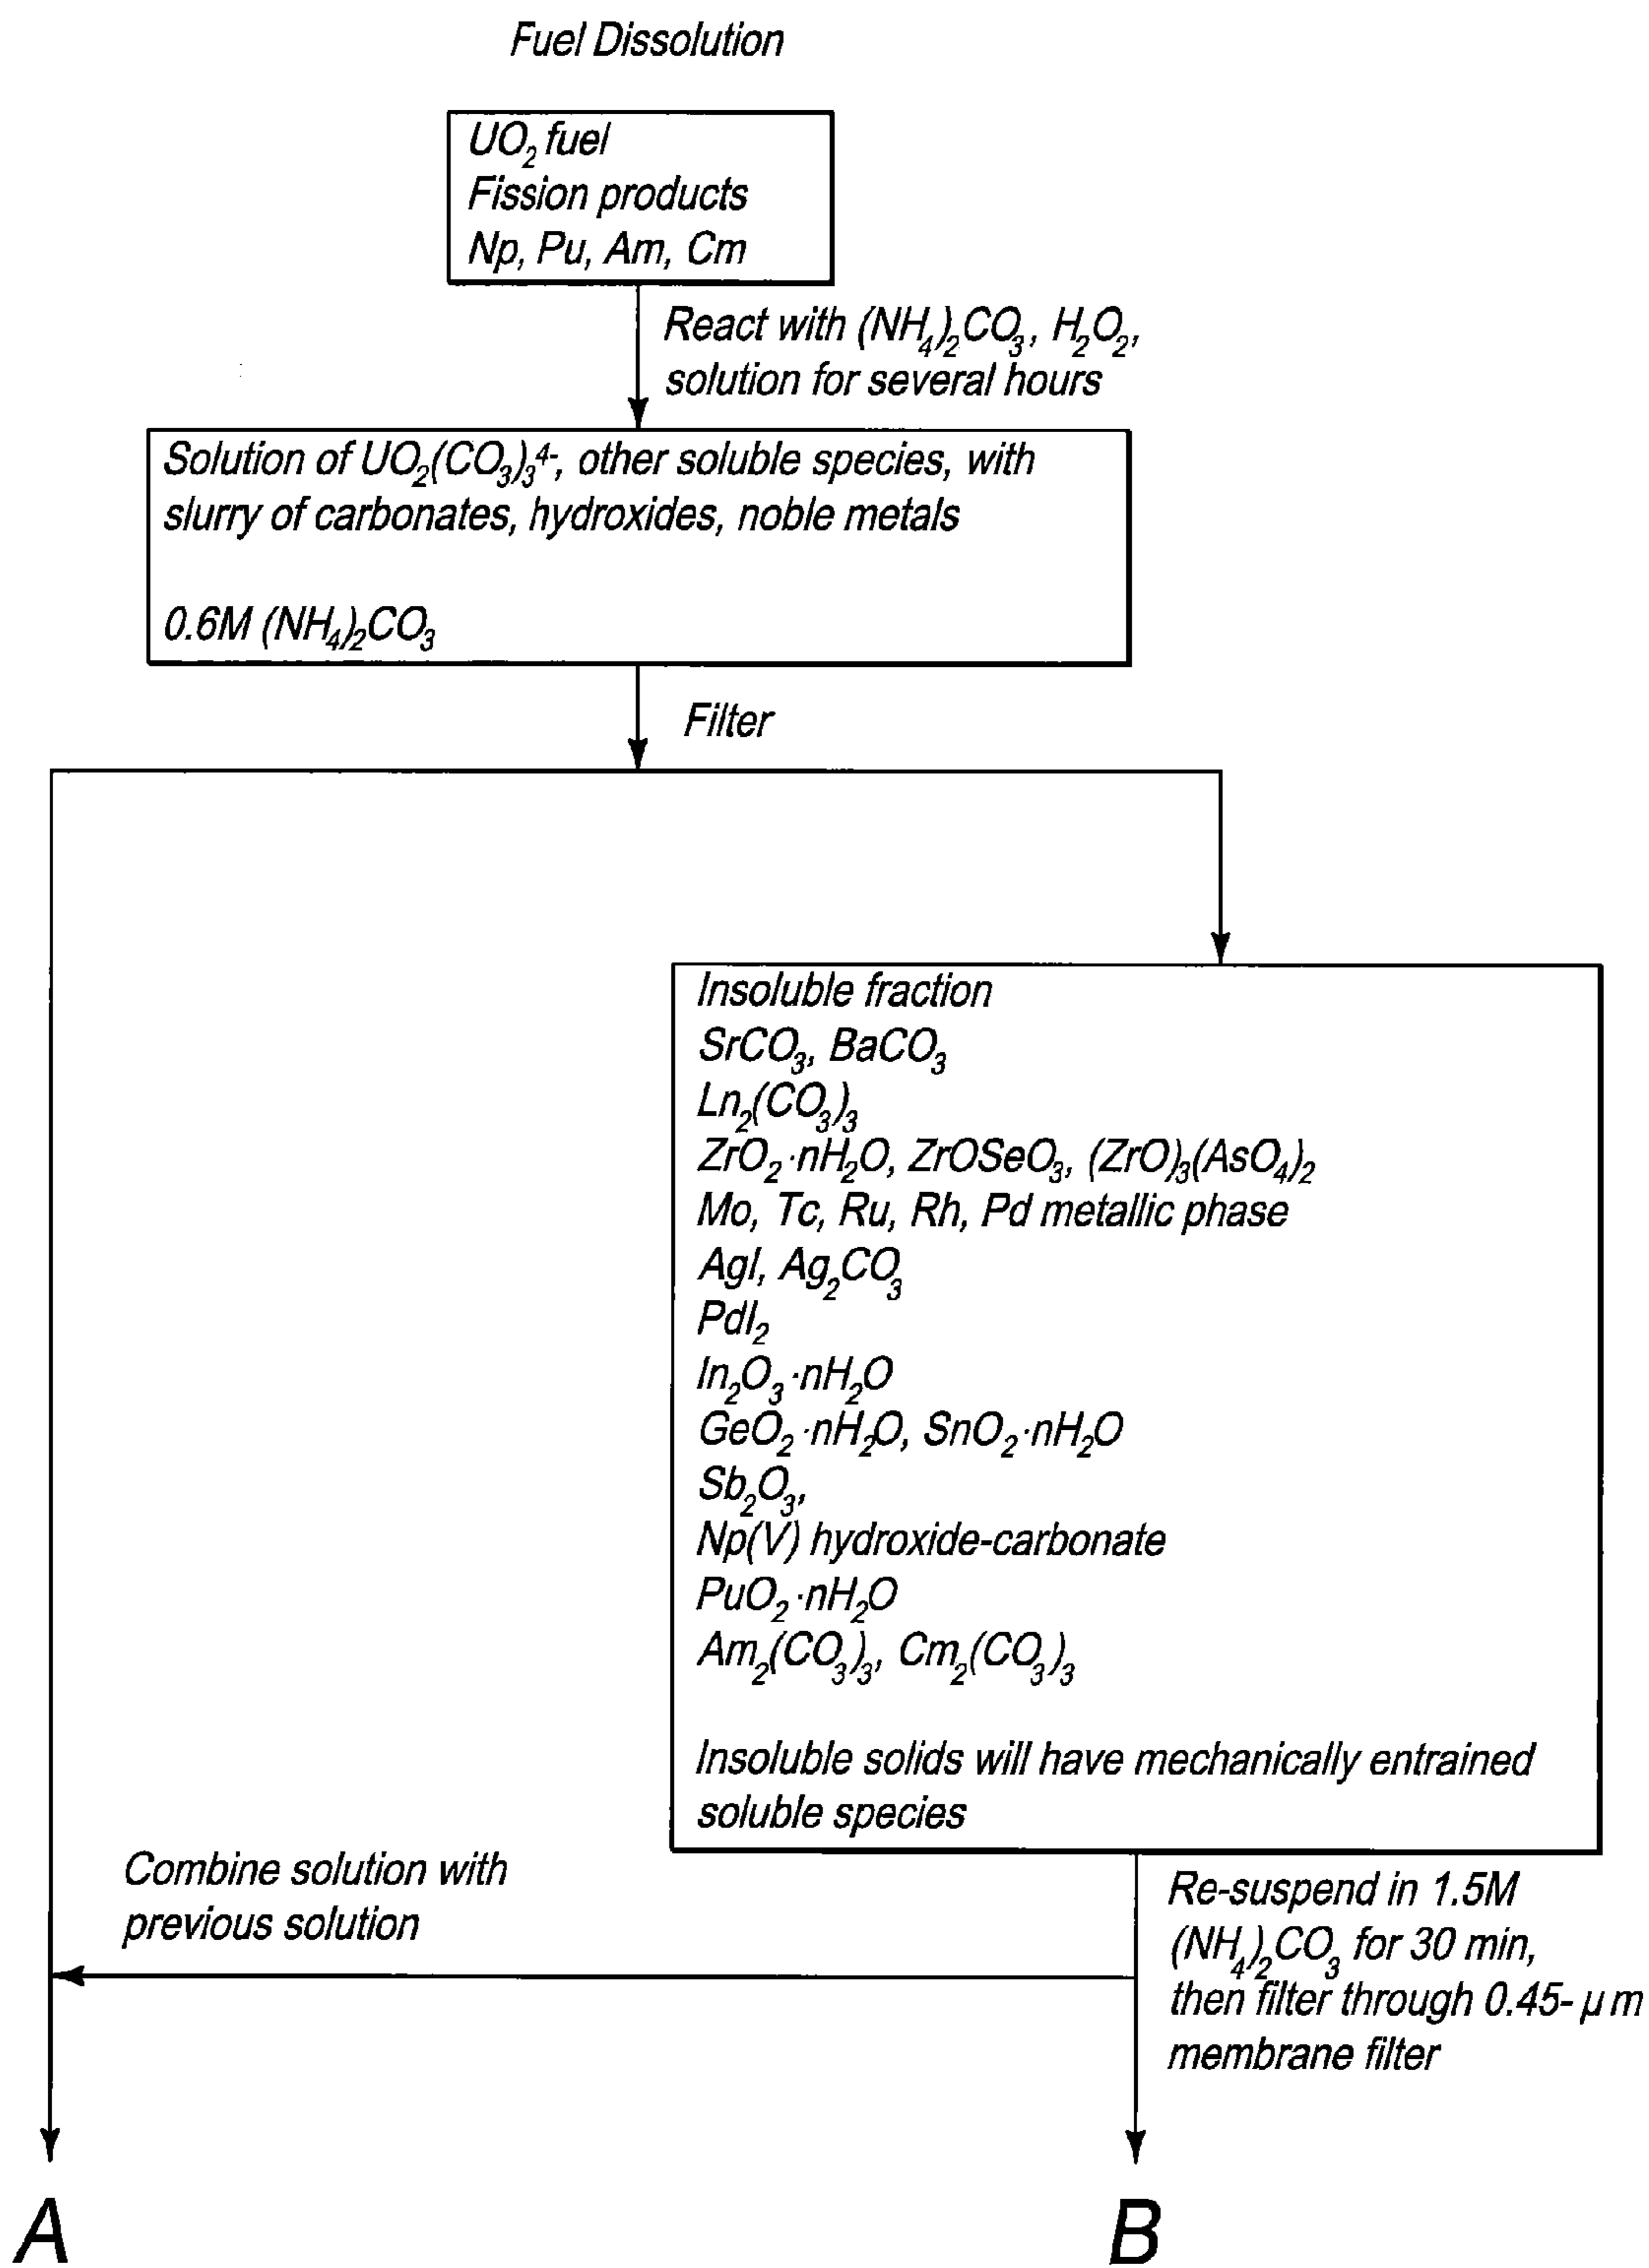 Fuel Dissolution
UO₂ fuel
Fission products
Np, Pu, Am, Cm
React with (NH₄)₂CO₃, H₂O₂,
solution for several hours
Solution of UO₂(CO₃)₃⁴⁻, other soluble species, with
slurry of carbonates, hydroxides, noble metals
0.6M (NH₄)₂CO₃
Filter
Insoluble fraction
SrCO₃, BaCO₃
Ln₂(CO₃)₃
ZrO₂·nH₂O, ZrOSeO₃, (ZrO)₃(AsO₄)₂
Mo, Tc, Ru, Rh, Pd metallic phase
AgI, Ag₂CO₃
PdI₂
In₂O₃·nH₂O
GeO₂·nH₂O, SnO₂·nH₂O
Sb₂O₃,
Np(V) hydroxide-carbonate
PuO₂·nH₂O
Am₂(CO₃)₃, Cm₂(CO₃)₃
Insoluble solids will have mechanically entrained
soluble species
Combine solution with
previous solution
Re-suspend in 1.5M
(NH₄)₂CO₃ for 30 min,
then filter through 0.45-μm
membrane filter
A
B